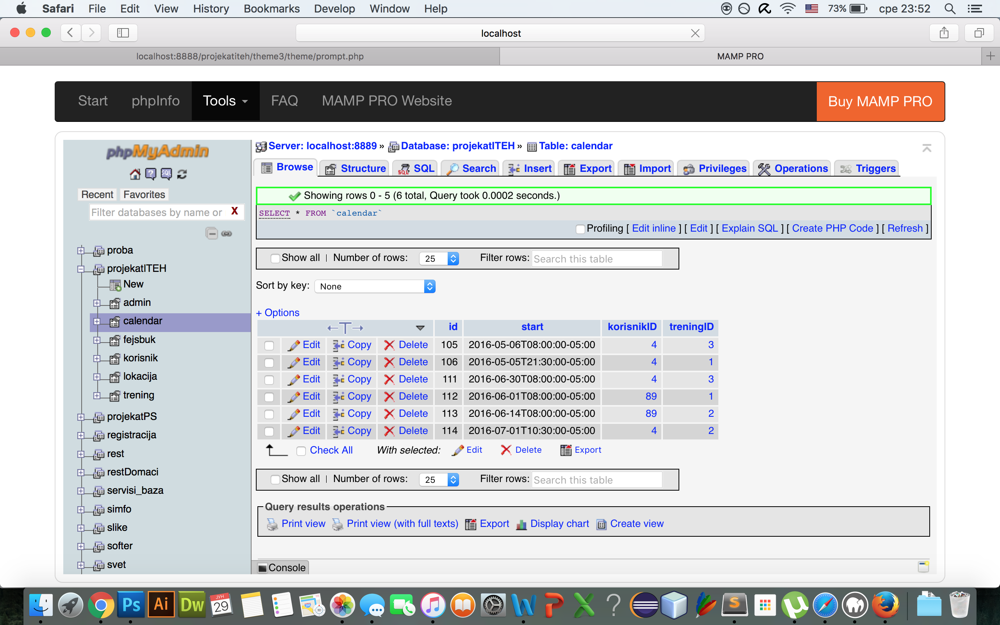 Safari File Edit View History Bookmarks Develop Window Help 73% сре 23:52
localhost
localhost:8888/projekatiteh/theme3/theme/prompt.php MAMP PRO
Start phpInfo Tools FAQ MAMP PRO Website Buy MAMP PRO
phpMyAdmin
Recent Favorites
Filter databases by name or X
proba
projekatITEH
New
admin
calendar
fejsbuk
korisnik
lokacija
trening
projekatPS
registracija
rest
restDomaci
servisi_baza
simfo
slike
softer
svet
Server: localhost:8889 » Database: projekatITEH » Table: calendar
Browse Structure SQL Search Insert Export Import Privileges Operations Triggers
Showing rows 0 - 5 (6 total, Query took 0.0002 seconds.)
SELECT * FROM `calendar`
Profiling [ Edit inline ] [ Edit ] [ Explain SQL ] [ Create PHP Code ] [ Refresh ]
Show all | Number of rows: 25 Filter rows: Search this table
Sort by key: None
+ Options
←T→ id start korisnikID treningID
Edit Copy Delete 105 2016-05-06T08:00:00-05:00 4 3
Edit Copy Delete 106 2016-05-05T21:30:00-05:00 4 1
Edit Copy Delete 111 2016-06-30T08:00:00-05:00 4 3
Edit Copy Delete 112 2016-06-01T08:00:00-05:00 89 1
Edit Copy Delete 113 2016-06-14T08:00:00-05:00 89 2
Edit Copy Delete 114 2016-07-01T10:30:00-05:00 4 2
Check All With selected: Edit Delete Export
Show all | Number of rows: 25 Filter rows: Search this table
Query results operations
Print view Print view (with full texts) Export Display chart Create view
Console
Ps Ai Dw ЈУН 29 3D W P X ? S µ